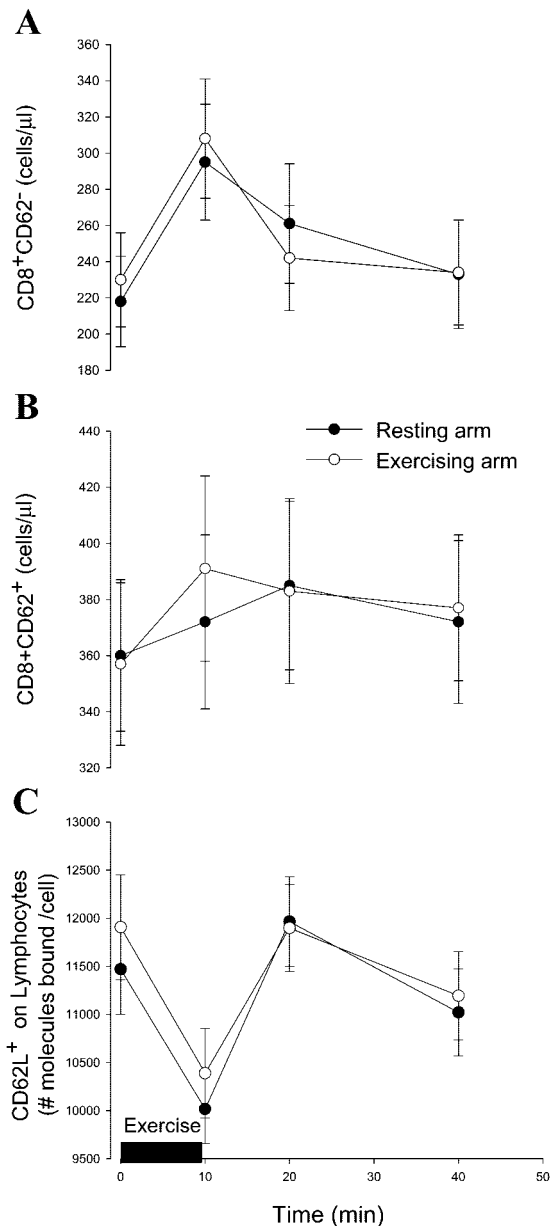 A
360
340
320
300
280
260
240
220
200
180
CD8+CD62- (cells/µl)
B
Resting arm
Exercising arm
440
420
400
380
360
340
320
CD8+CD62+ (cells/µl)
C
13000
12500
12000
11500
11000
10500
10000
9500
CD62L+ on Lymphocytes
(# molecules bound /cell)
Exercise
0 10 20 30 40 50
Time (min)